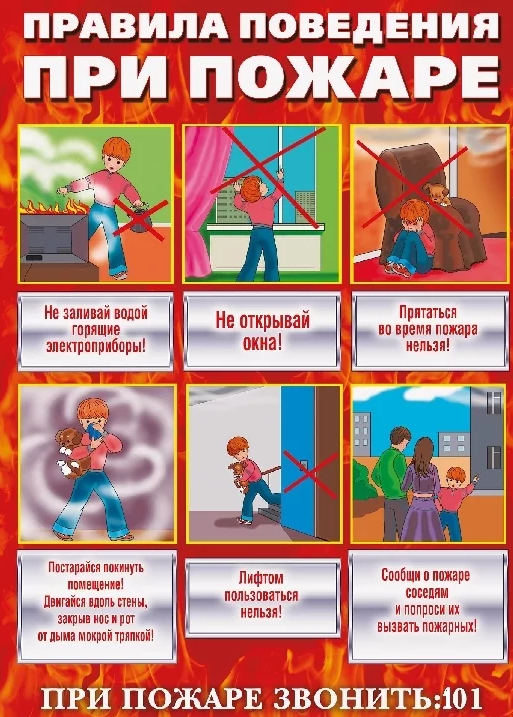 ПРАВИЛА ПОВЕДЕНИЯ
ПРИ ПОЖАРЕ
Не заливай водой
горящие
электроприборы!
Не открывай
окна!
Прятаться
во время пожара
нельзя!
Постарайся покинуть
помещение!
Двигайся вдоль стены,
закрыв нос и рот
от дыма мокрой тряпкой!
Лифтом
пользоваться
нельзя!
Сообщи о пожаре
соседям
и попроси их
вызвать пожарных!
ПРИ ПОЖАРЕ ЗВОНИТЬ:101